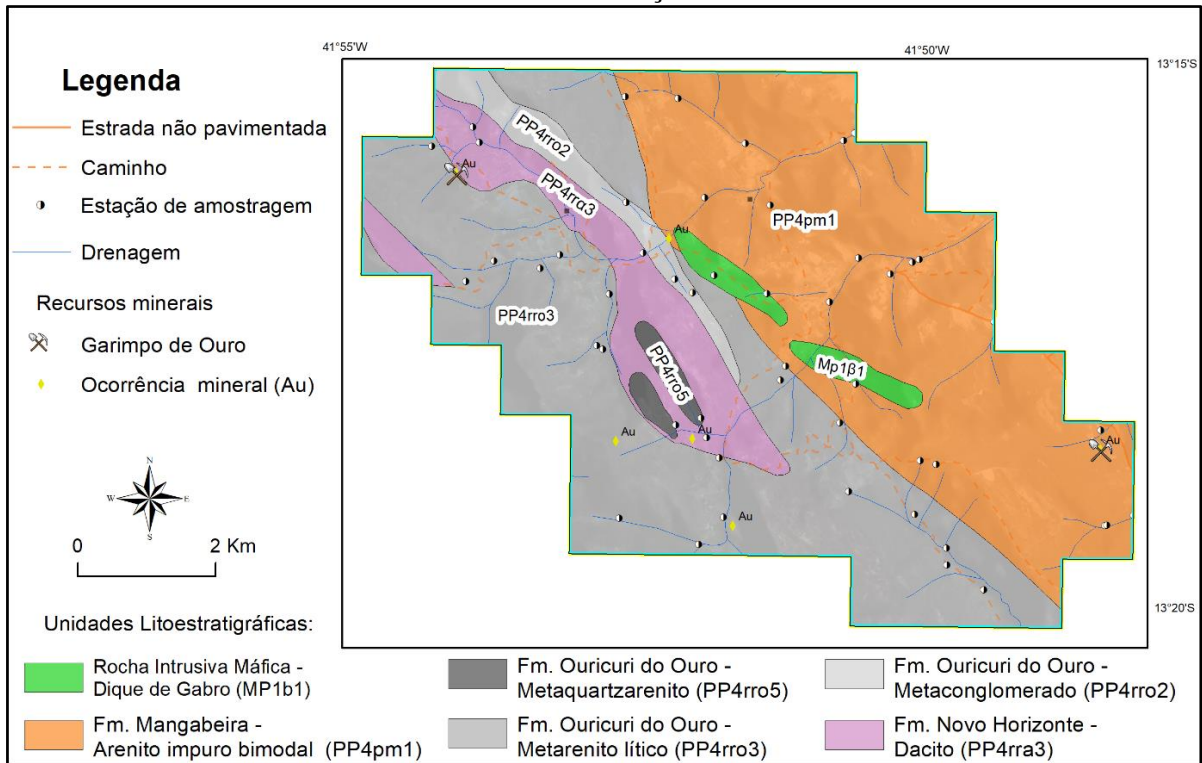 41°55'W
41°50'W
13°15'S
Legenda
Estrada não pavimentada
Caminho
Estação de amostragem
Drenagem
Recursos minerais
Garimpo de Ouro
Ocorrência mineral (Au)
PP4rro2
Au
PP4rrα3
PP4pm1
Au
PP4rro3
PP4rro5
Mp1β1
Au
Au
Au
Au
N
W
E
S
0 2 Km
13°20'S
Unidades Litoestratigráficas:
Rocha Intrusiva Máfica -
Dique de Gabro (MP1b1)
Fm. Mangabeira -
Arenito impuro bimodal (PP4pm1)
Fm. Ouricuri do Ouro -
Metaquartzarenito (PP4rro5)
Fm. Ouricuri do Ouro -
Metarenito lítico (PP4rro3)
Fm. Ouricuri do Ouro -
Metaconglomerado (PP4rro2)
Fm. Novo Horizonte -
Dacito (PP4rra3)